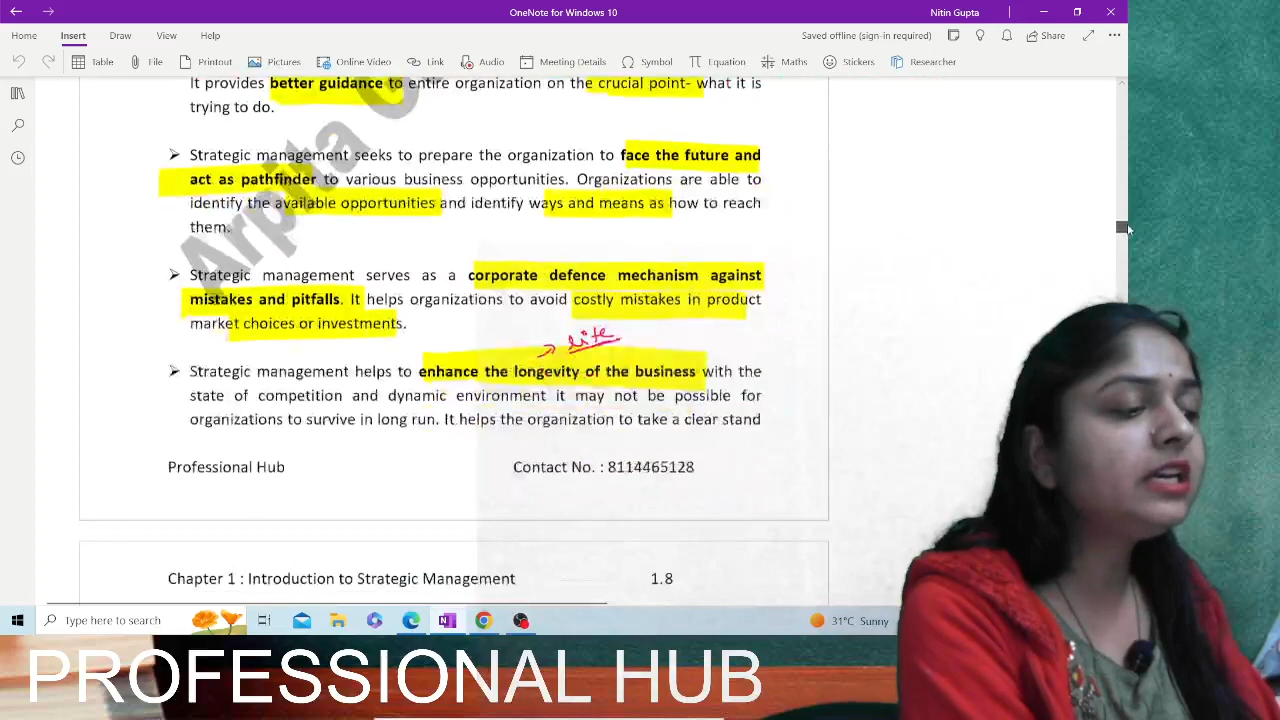 OneNote for Windows 10
Nitin Gupta
Home Insert Draw View Help
Saved offline (sign-in required) Share
Table File Printout Pictures Online Video Link Audio Meeting Details Symbol Equation Maths Stickers Researcher
It provides better guidance to entire organization on the crucial point- what it is
trying to do.
➢ Strategic management seeks to prepare the organization to face the future and
act as pathfinder to various business opportunities. Organizations are able to
identify the available opportunities and identify ways and means as how to reach
them.
➢ Strategic management serves as a corporate defence mechanism against
mistakes and pitfalls. It helps organizations to avoid costly mistakes in product
market choices or investments.
→ life
➢ Strategic management helps to enhance the longevity of the business with the
state of competition and dynamic environment it may not be possible for
organizations to survive in long run. It helps the organization to take a clear stand
Arpita G
Professional Hub Contact No. : 8114465128
Chapter 1 : Introduction to Strategic Management 1.8
Type here to search
31°C Sunny
PROFESSIONAL HUB